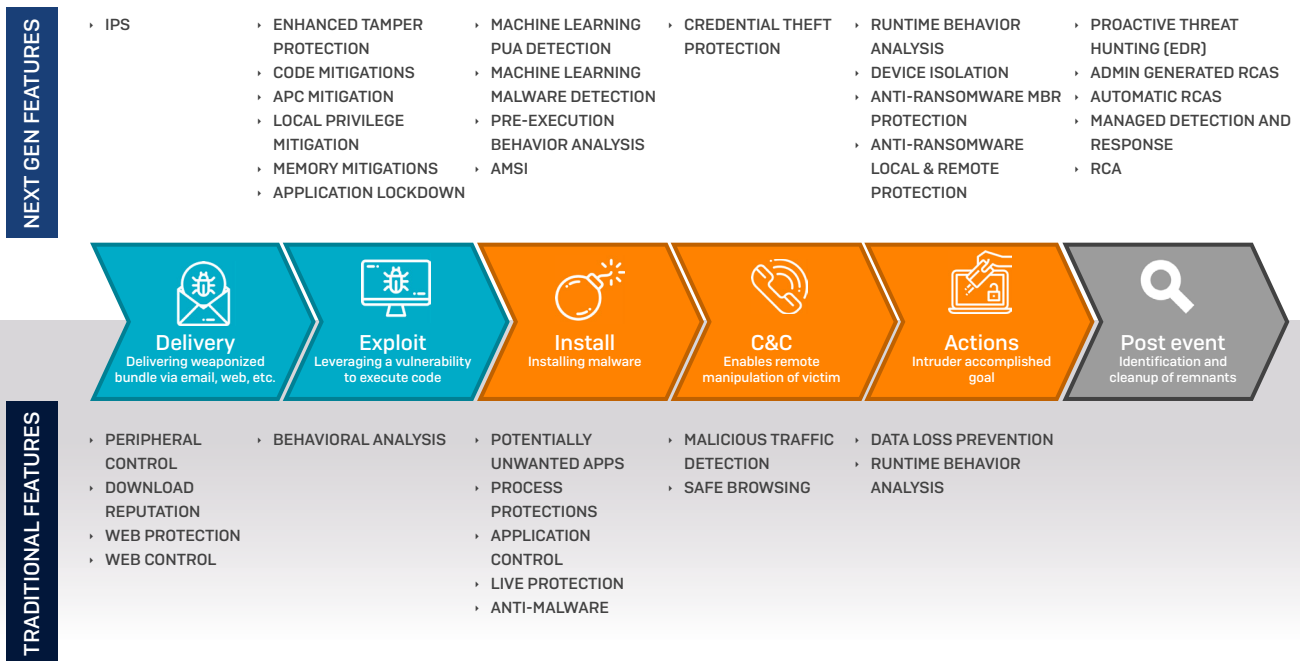 NEXT GEN FEATURES
IPS
ENHANCED TAMPER
PROTECTION
CODE MITIGATIONS
APC MITIGATION
LOCAL PRIVILEGE
MITIGATION
MEMORY MITIGATIONS
APPLICATION LOCKDOWN
MACHINE LEARNING
PUA DETECTION
MACHINE LEARNING
MALWARE DETECTION
PRE-EXECUTION
BEHAVIOR ANALYSIS
AMSI
CREDENTIAL THEFT
PROTECTION
RUNTIME BEHAVIOR
ANALYSIS
DEVICE ISOLATION
ANTI-RANSOMWARE MBR
PROTECTION
ANTI-RANSOMWARE
LOCAL & REMOTE
PROTECTION
PROACTIVE THREAT
HUNTING (EDR)
ADMIN GENERATED RCAS
AUTOMATIC RCAS
MANAGED DETECTION AND
RESPONSE
RCA
Delivery
Delivering weaponized
bundle via email, web, etc.
Exploit
Leveraging a vulnerability
to execute code
Install
Installing malware
C&C
Enables remote
manipulation of victim
Actions
Intruder accomplished
goal
Post event
Identification and
cleanup of remnants
TRADITIONAL FEATURES
PERIPHERAL
CONTROL
DOWNLOAD
REPUTATION
WEB PROTECTION
WEB CONTROL
BEHAVIORAL ANALYSIS
POTENTIALLY
UNWANTED APPS
PROCESS
PROTECTIONS
APPLICATION
CONTROL
LIVE PROTECTION
ANTI-MALWARE
MALICIOUS TRAFFIC
DETECTION
SAFE BROWSING
DATA LOSS PREVENTION
RUNTIME BEHAVIOR
ANALYSIS